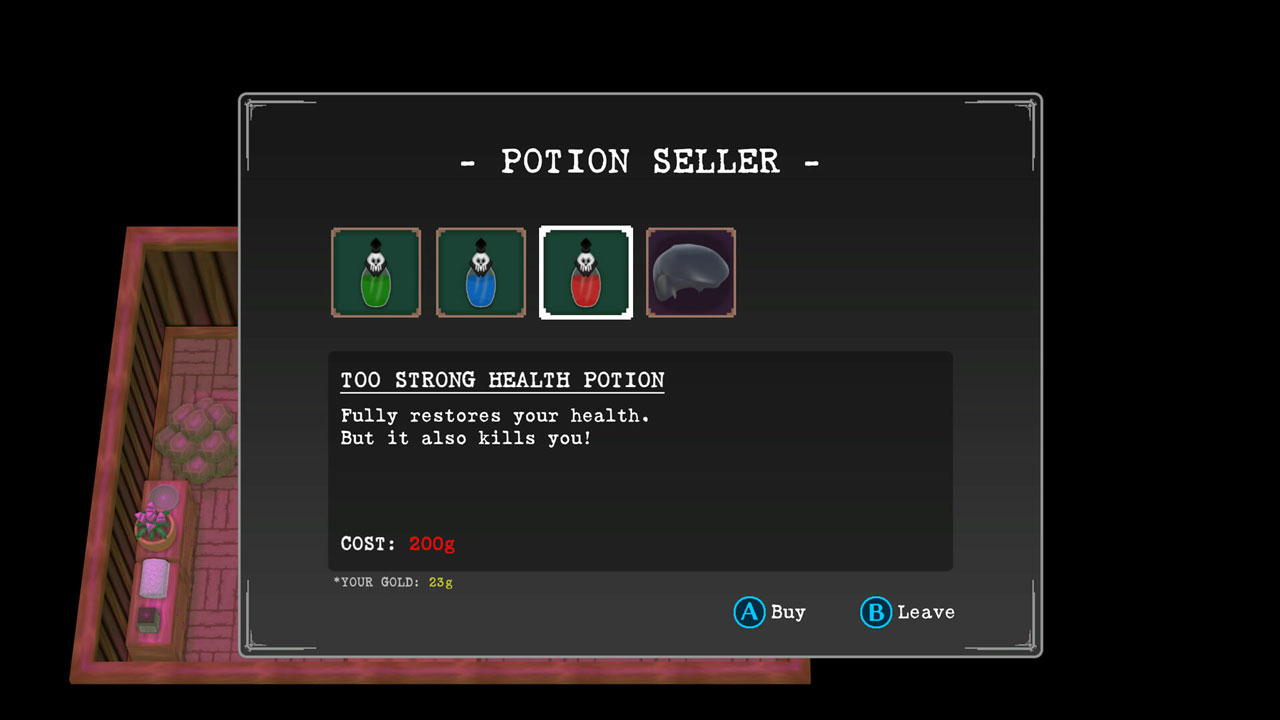 - POTION SELLER -
TOO STRONG HEALTH POTION
Fully restores your health.
But it also kills you!
COST: 200g
*YOUR GOLD: 23g
A Buy B Leave